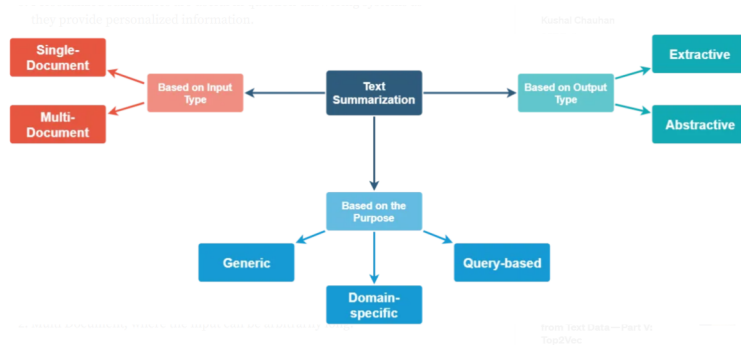 they provide personalised information.
Kushal Chauhan
Single-
Document
Multi-
Document
Based on Input
Type
Text
Summarization
Based on Output
Type
Extractive
Abstractive
Based on the
Purpose
Generic
Domain-
specific
Query-based
from Text Data—Part V:
Top2Vec